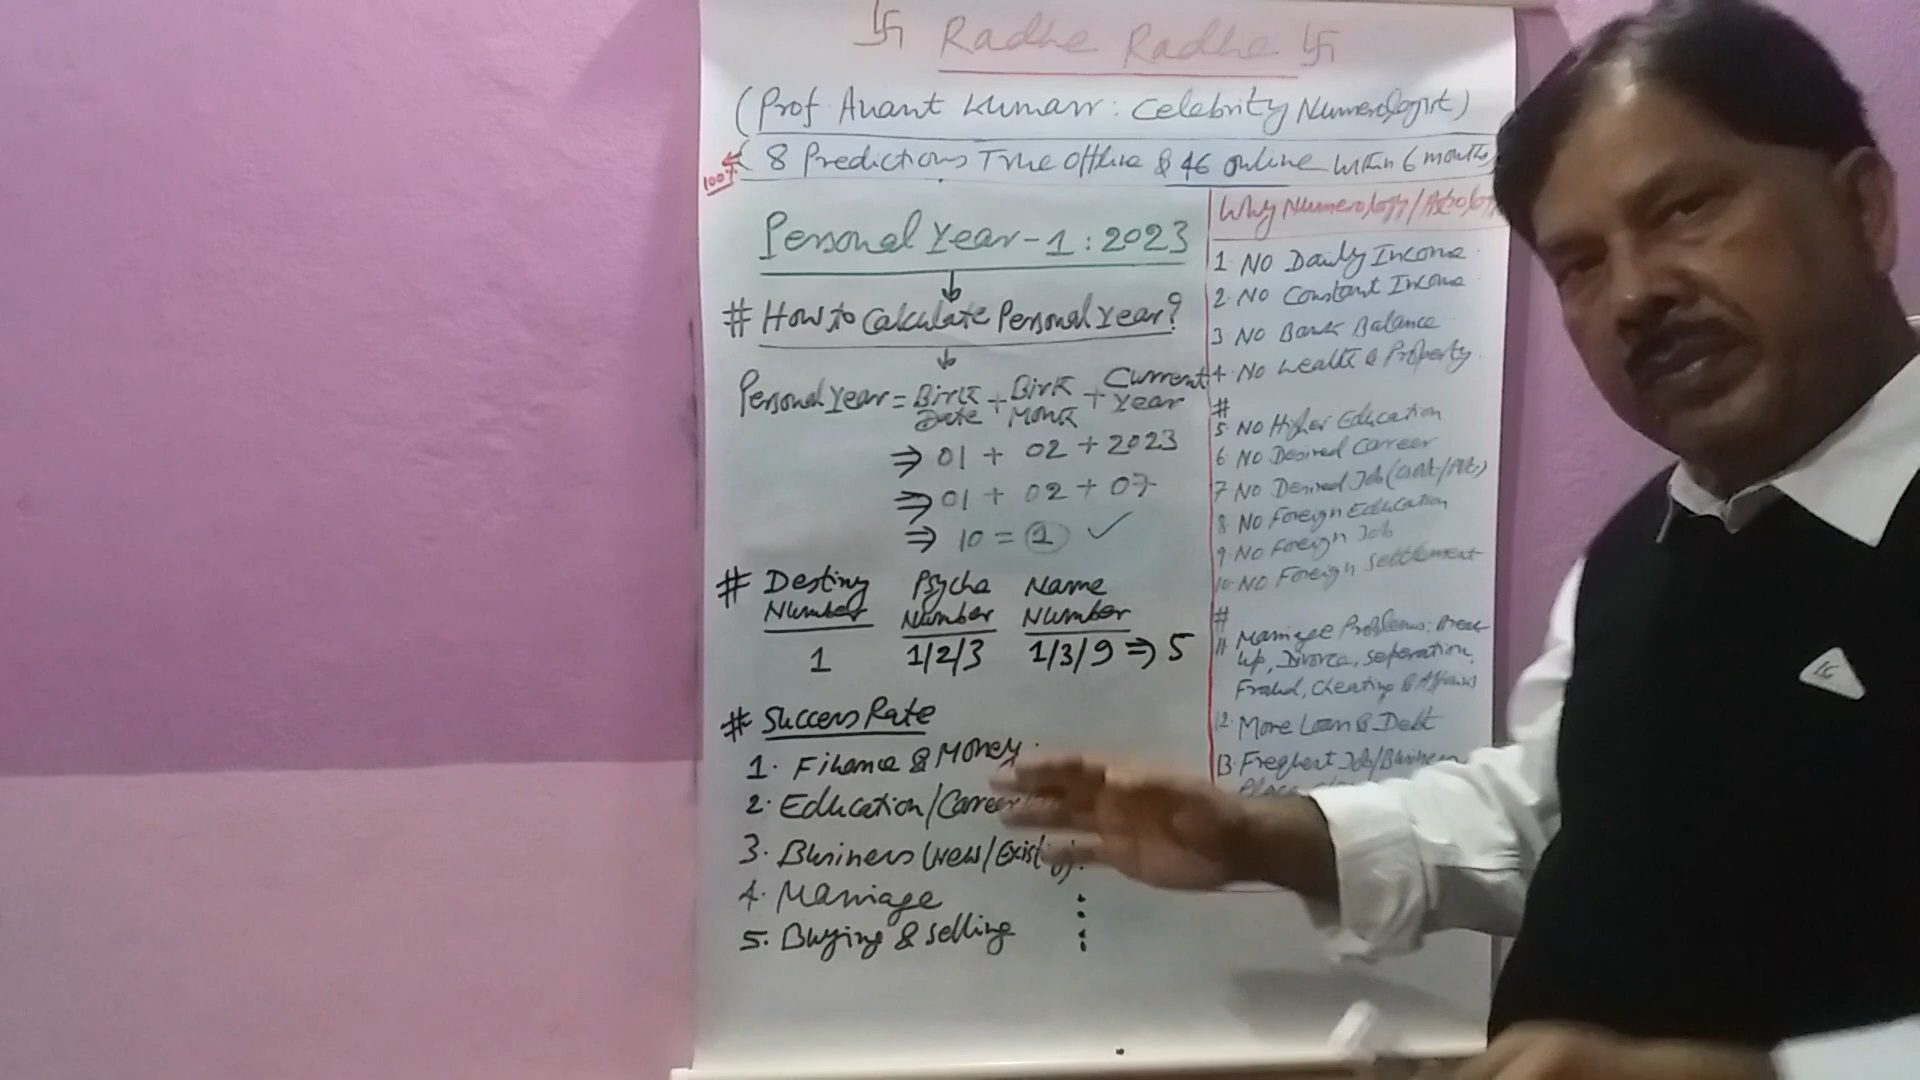 卐 Radhe Radhe 卐
(Prof. Anant Kumarr: Celebrity Numerologist)
100%
8 Predictions True Offline & 46 online within 6 months
Personal Year-1: 2023
# How to Calculate Personal Year?
Personal Year = Birth Date + Birth Month + Current Year
⇒ 01 + 02 + 2023
⇒ 01 + 02 + 07
⇒ 10 = 1 ✓
# Destiny Number Psyche Number Name Number
1 1/2/3 1/3/9 ⇒ 5
# Success Rate
1. Finance & Money
2. Education/Career
3. Business (New/Existing)
4. Marriage
5. Buying & Selling
Why Numerology/Astrology
1. No Daily Income
2. No Constant Income
3. No Bank Balance
4. No Wealth & Property
#
5 No Higher Education
6 No Desired Career
7 No Desired Job (Govt./Pvt.)
8 No Foreign Education
9 No Foreign Job
10 No Foreign Settlement
#
11 Marriage Problems: Break
up, Divorce, Seperation,
Fraud, Cheating & Affairs
12. More Loan & Debt
13. Frequent Job/Business